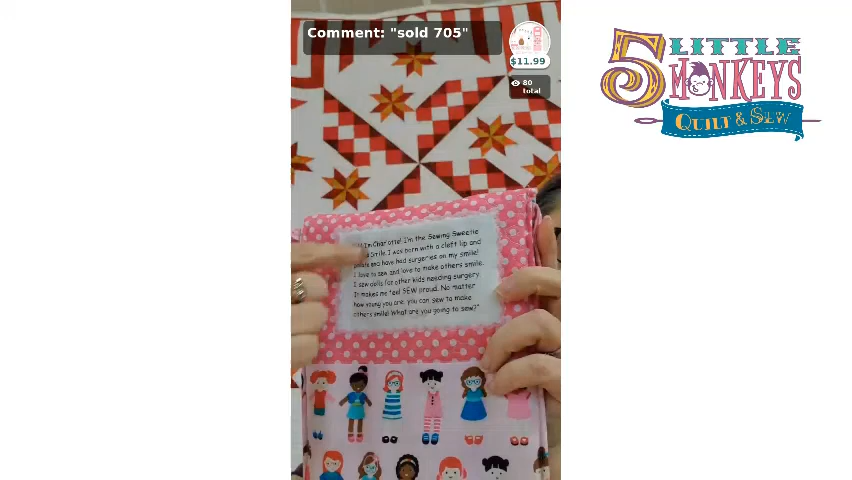 Comment: "sold 705"
$11.99
80
total
5 LITTLE
MONKEYS
QUILT & SEW
I'm Charlotte! I'm the Sewing Sweetie
Smile. I was born with a cleft lip and
and have had surgeries on my smile!
I love to sew and love to make others smile.
I sew dolls for other kids needing surgery.
It makes me feel SEW proud. No matter
how young you are, you can sew to make
others smile! What are you going to sew?"